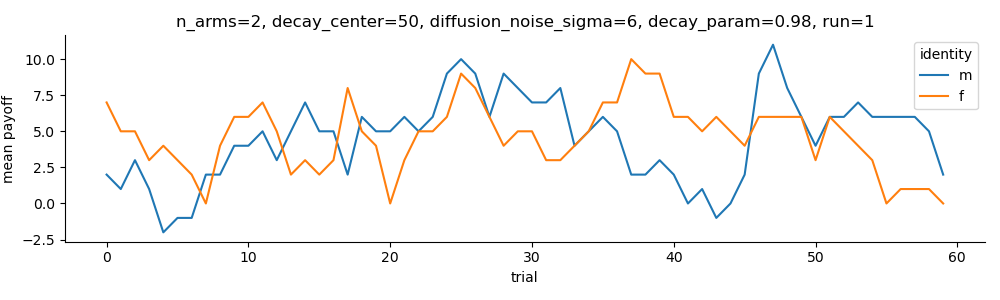 n_arms=2, decay_center=50, diffusion_noise_sigma=6, decay_param=0.98, run=1
mean payoff
10.0
7.5
5.0
2.5
0.0
−2.5
identity
m
f
0 10 20 30 40 50 60
trial